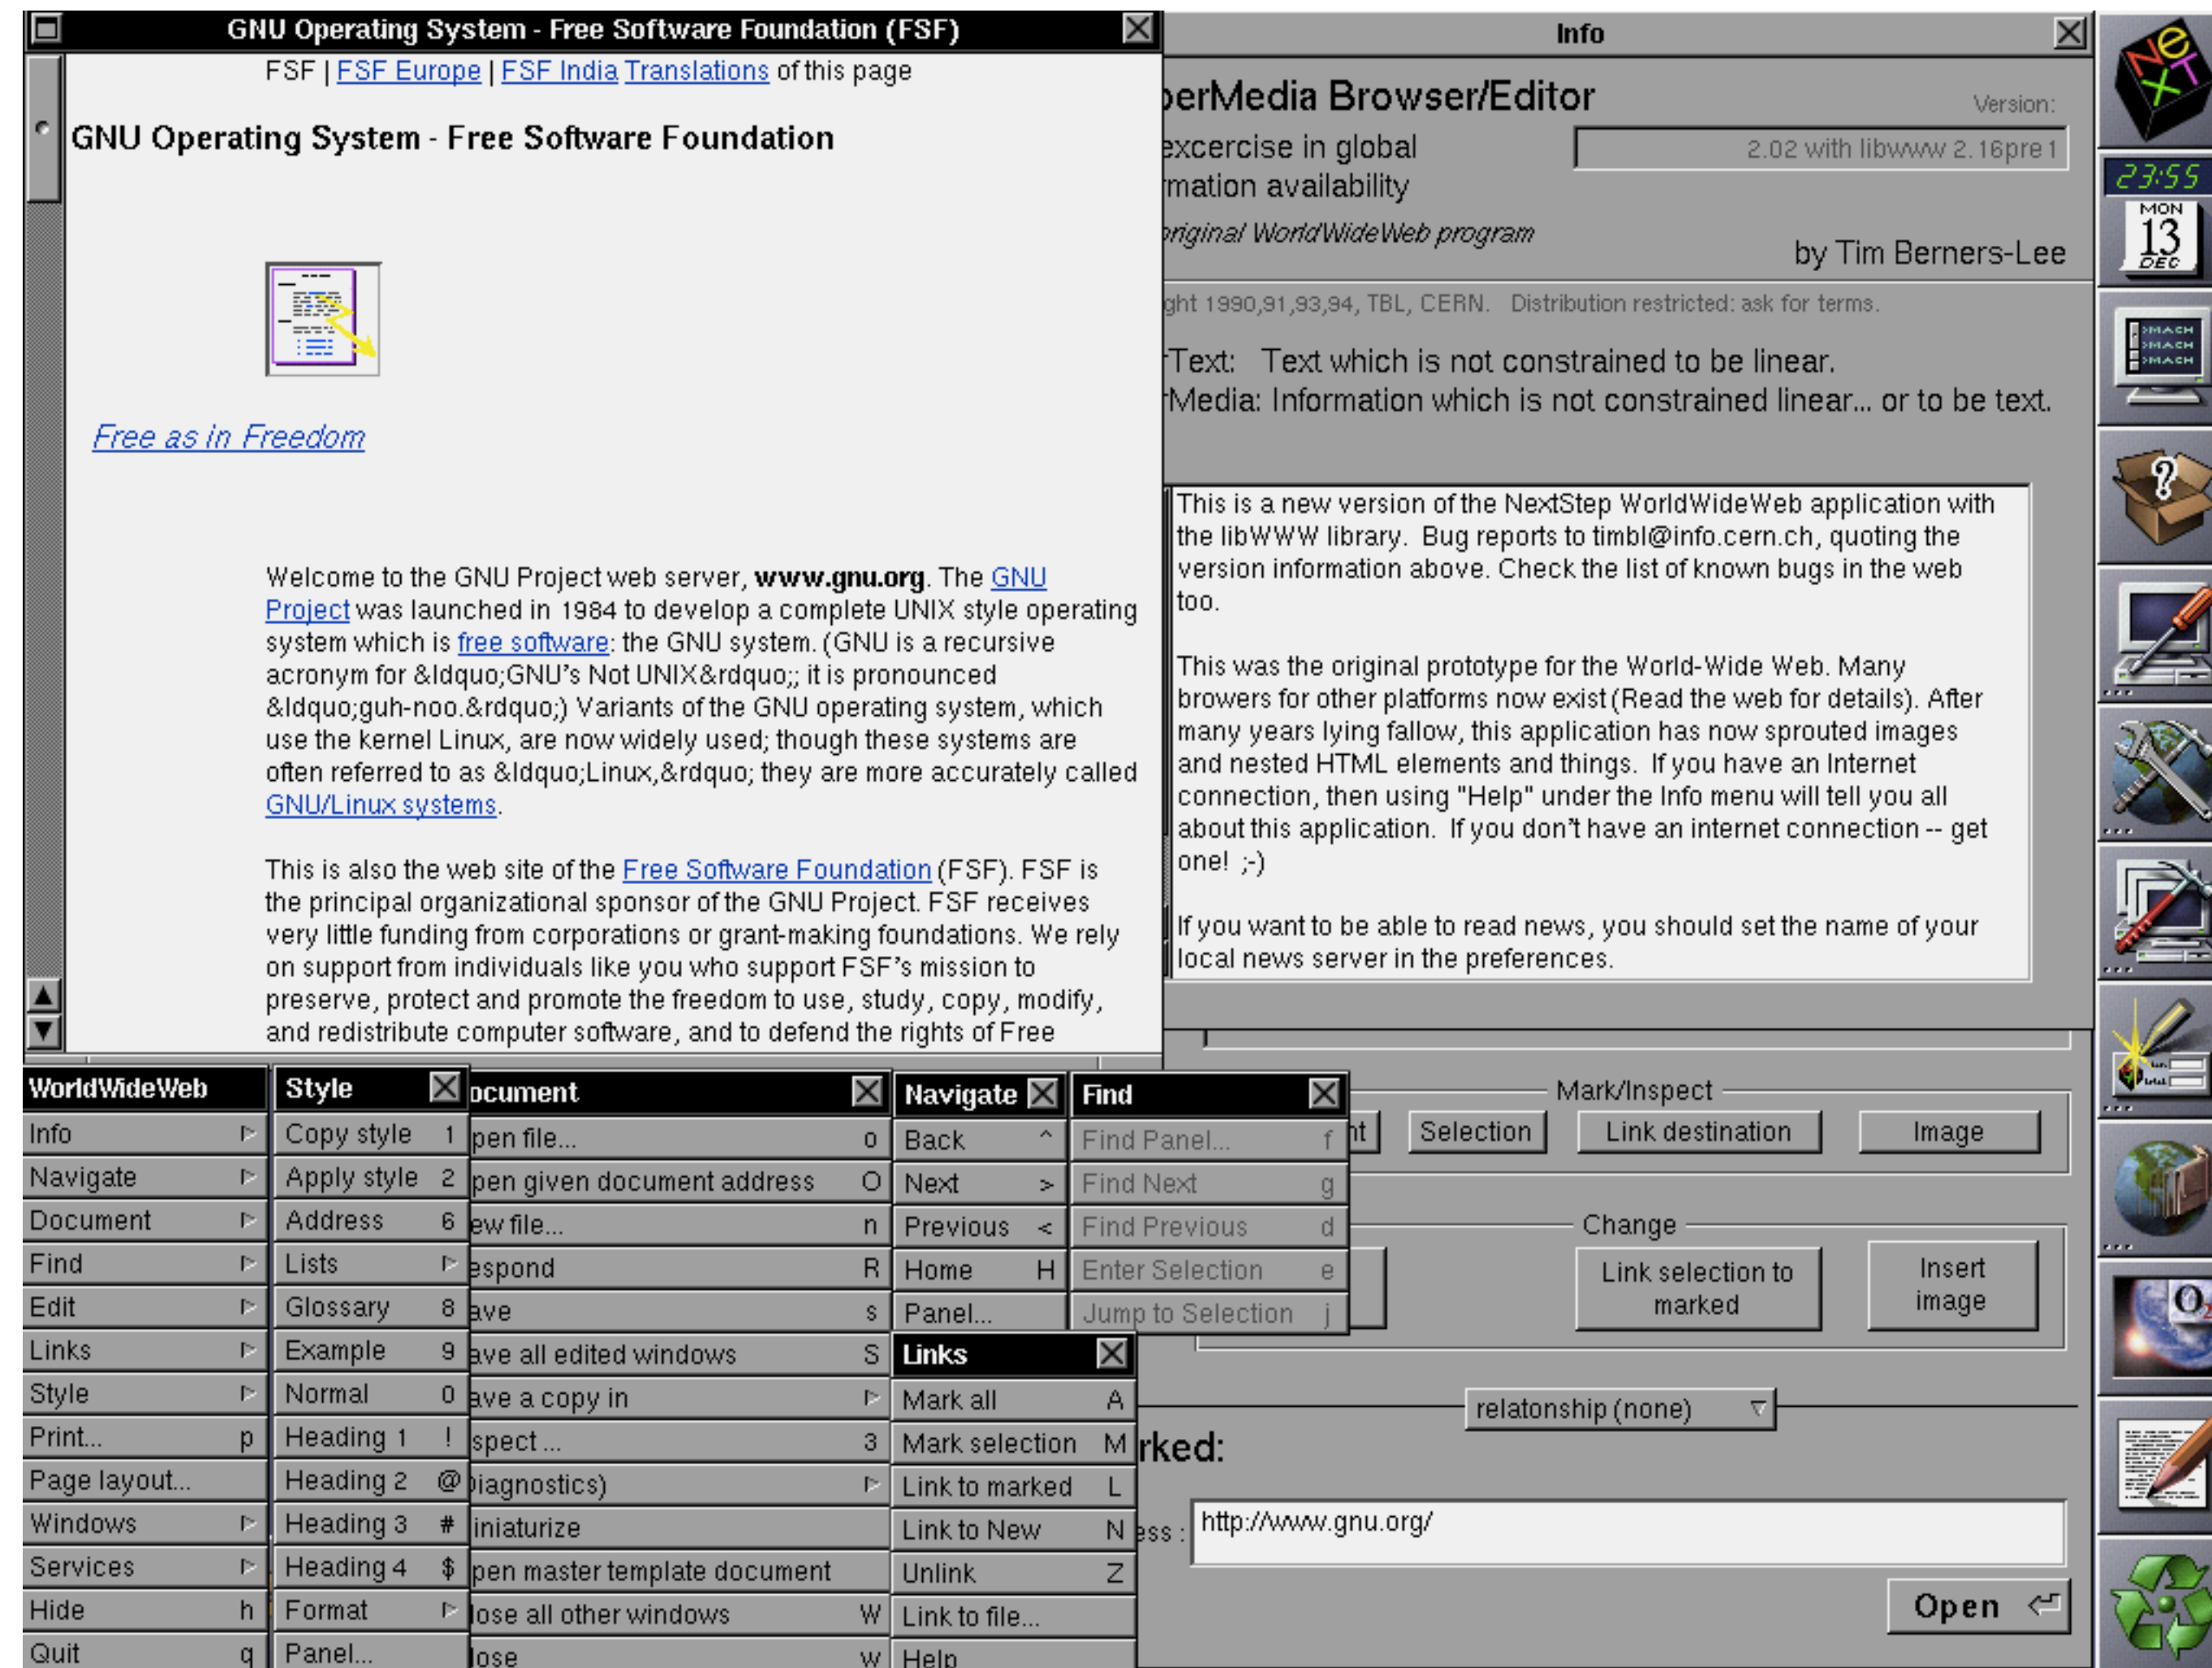 GNU Operating System - Free Software Foundation (FSF)
FSF | FSF Europe | FSF India Translations of this page
GNU Operating System - Free Software Foundation
Free as in Freedom
Welcome to the GNU Project web server, www.gnu.org. The GNU
Project was launched in 1984 to develop a complete UNIX style operating
system which is free software: the GNU system. (GNU is a recursive
acronym for &ldquo;GNU's Not UNIX&rdquo;; it is pronounced
&ldquo;guh-noo.&rdquo;) Variants of the GNU operating system, which
use the kernel Linux, are now widely used; though these systems are
often referred to as &ldquo;Linux,&rdquo; they are more accurately called
GNU/Linux systems.
This is also the web site of the Free Software Foundation (FSF). FSF is
the principal organizational sponsor of the GNU Project. FSF receives
very little funding from corporations or grant-making foundations. We rely
on support from individuals like you who support FSF's mission to
preserve, protect and promote the freedom to use, study, copy, modify,
and redistribute computer software, and to defend the rights of Free
Info
perMedia Browser/Editor
Version:
excercise in global
2.02 with libwww 2.16pre1
mation availability
original WorldWideWeb program
by Tim Berners-Lee
ght 1990,91,93,94, TBL, CERN. Distribution restricted: ask for terms.
rText: Text which is not constrained to be linear.
rMedia: Information which is not constrained linear... or to be text.
This is a new version of the NextStep WorldWideWeb application with
the libWWW library. Bug reports to timbl@info.cern.ch, quoting the
version information above. Check the list of known bugs in the web
too.
This was the original prototype for the World-Wide Web. Many
browers for other platforms now exist (Read the web for details). After
many years lying fallow, this application has now sprouted images
and nested HTML elements and things. If you have an Internet
connection, then using "Help" under the Info menu will tell you all
about this application. If you don't have an internet connection -- get
one! ;-)
If you want to be able to read news, you should set the name of your
local news server in the preferences.
NeXT
23:55
MON
13
DEC
>MACH
>MACH
>MACH
?
O2
WorldWideWeb
Info
Navigate
Document
Find
Edit
Links
Style
Print... p
Page layout...
Windows
Services
Hide h
Quit q
Style
Copy style 1
Apply style 2
Address 6
Lists
Glossary 8
Example 9
Normal 0
Heading 1 !
Heading 2 @
Heading 3 #
Heading 4 $
Format
Panel...
ocument
pen file... o
pen given document address O
ew file... n
espond R
ave s
ave all edited windows S
ave a copy in
spect ... 3
iagnostics)
iniaturize
pen master template document
lose all other windows W
lose w
Navigate
Back ^
Next >
Previous <
Home H
Panel...
Find
Find Panel... f
Find Next g
Find Previous d
Enter Selection e
Jump to Selection j
Links
Mark all A
Mark selection M
Link to marked L
Link to New N
Unlink Z
Link to file...
Help
Mark/Inspect
nt
Selection
Link destination
Image
Change
Link selection to
marked
Insert
image
relatonship (none)
rked:
ess : http://www.gnu.org/
Open